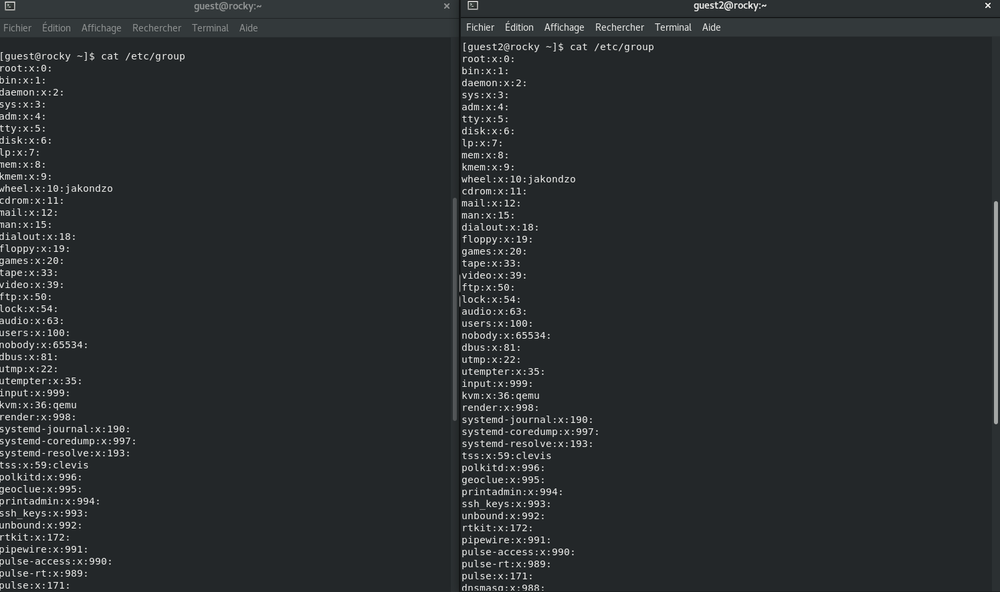 guest@rocky:~
Fichier Édition Affichage Rechercher Terminal Aide
[guest@rocky ~]$ cat /etc/group
root:x:0:
bin:x:1:
daemon:x:2:
sys:x:3:
adm:x:4:
tty:x:5:
disk:x:6:
lp:x:7:
mem:x:8:
kmem:x:9:
wheel:x:10:jakondzo
cdrom:x:11:
mail:x:12:
man:x:15:
dialout:x:18:
floppy:x:19:
games:x:20:
tape:x:33:
video:x:39:
ftp:x:50:
lock:x:54:
audio:x:63:
users:x:100:
nobody:x:65534:
dbus:x:81:
utmp:x:22:
utempter:x:35:
input:x:999:
kvm:x:36:qemu
render:x:998:
systemd-journal:x:190:
systemd-coredump:x:997:
systemd-resolve:x:193:
tss:x:59:clevis
polkitd:x:996:
geoclue:x:995:
printadmin:x:994:
ssh_keys:x:993:
unbound:x:992:
rtkit:x:172:
pipewire:x:991:
pulse-access:x:990:
pulse-rt:x:989:
pulse:x:171:
guest2@rocky:~
Fichier Édition Affichage Rechercher Terminal Aide
[guest2@rocky ~]$ cat /etc/group
root:x:0:
bin:x:1:
daemon:x:2:
sys:x:3:
adm:x:4:
tty:x:5:
disk:x:6:
lp:x:7:
mem:x:8:
kmem:x:9:
wheel:x:10:jakondzo
cdrom:x:11:
mail:x:12:
man:x:15:
dialout:x:18:
floppy:x:19:
games:x:20:
tape:x:33:
video:x:39:
ftp:x:50:
lock:x:54:
audio:x:63:
users:x:100:
nobody:x:65534:
dbus:x:81:
utmp:x:22:
utempter:x:35:
input:x:999:
kvm:x:36:qemu
render:x:998:
systemd-journal:x:190:
systemd-coredump:x:997:
systemd-resolve:x:193:
tss:x:59:clevis
polkitd:x:996:
geoclue:x:995:
printadmin:x:994:
ssh_keys:x:993:
unbound:x:992:
rtkit:x:172:
pipewire:x:991:
pulse-access:x:990:
pulse-rt:x:989:
pulse:x:171:
dnsmasq:x:988: